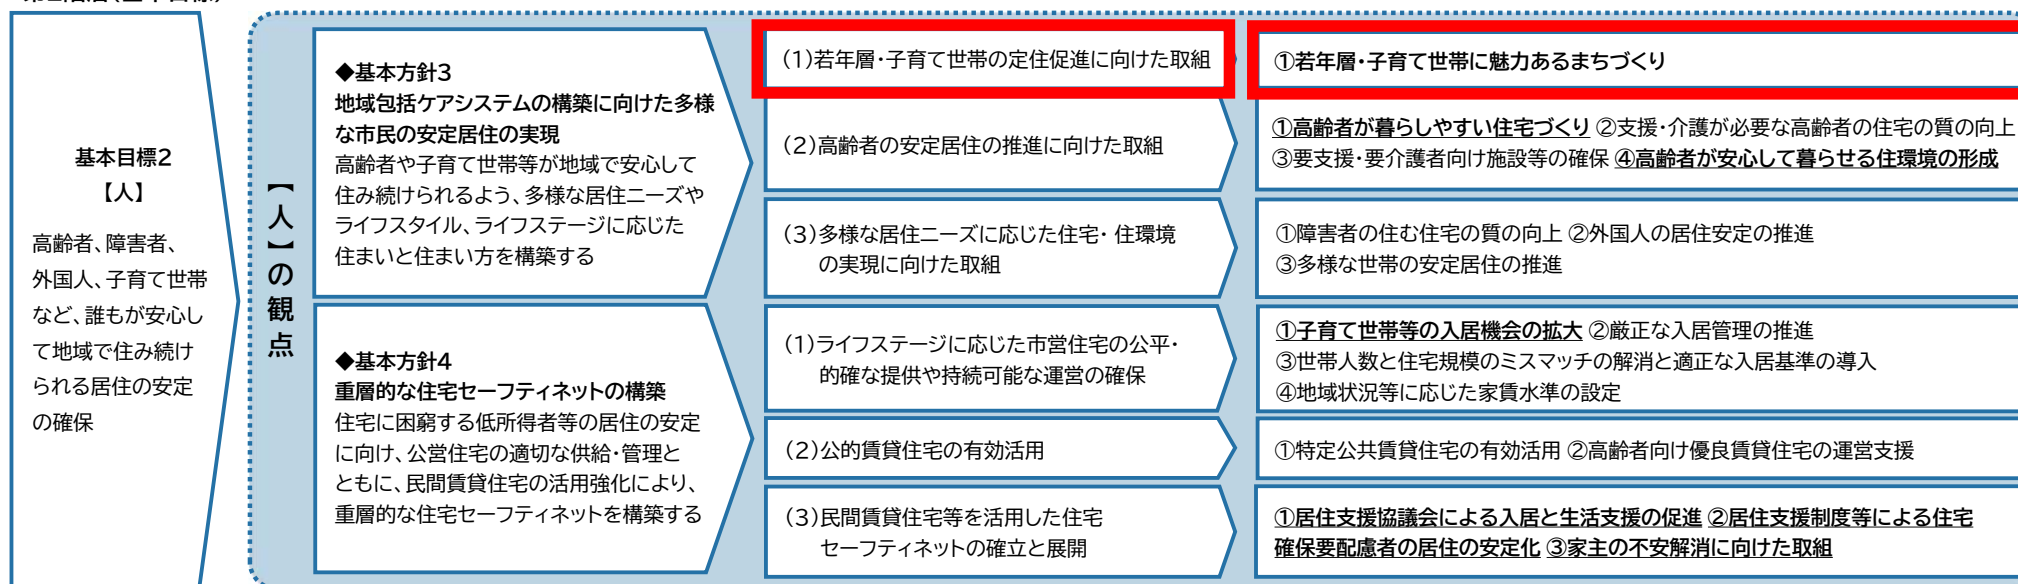 基本目標2
【人】
高齢者、障害者、
外国人、子育て世帯
など、誰もが安心し
て地域で住み続け
られる居住の安定
の確保
【人】の観点
◆基本方針3
地域包括ケアシステムの構築に向けた多様
な市民の安定居住の実現
高齢者や子育て世帯等が地域で安心して
住み続けられるよう、多様な居住ニーズや
ライフスタイル、ライフステージに応じた
住まいと住まい方を構築する
(1)若年層・子育て世帯の定住促進に向けた取組
①若年層・子育て世帯に魅力あるまちづくり
(2)高齢者の安定居住の推進に向けた取組
①高齢者が暮らしやすい住宅づくり ②支援・介護が必要な高齢者の住宅の質の向上
③要支援・要介護者向け施設等の確保 ④高齢者が安心して暮らせる住環境の形成
(3)多様な居住ニーズに応じた住宅・ 住環境
の実現に向けた取組
①障害者の住む住宅の質の向上 ②外国人の居住安定の推進
③多様な世帯の安定居住の推進
◆基本方針4
重層的な住宅セーフティネットの構築
住宅に困窮する低所得者等の居住の安定
に向け、公営住宅の適切な供給・管理と
ともに、民間賃貸住宅の活用強化により、
重層的な住宅セーフティネットを構築する
(1)ライフステージに応じた市営住宅の公平・
的確な提供や持続可能な運営の確保
①子育て世帯等の入居機会の拡大 ②厳正な入居管理の推進
③世帯人数と住宅規模のミスマッチの解消と適正な入居基準の導入
④地域状況等に応じた家賃水準の設定
(2)公的賃貸住宅の有効活用
①特定公共賃貸住宅の有効活用 ②高齢者向け優良賃貸住宅の運営支援
(3)民間賃貸住宅等を活用した住宅
セーフティネットの確立と展開
①居住支援協議会による入居と生活支援の促進 ②居住支援制度等による住宅
確保要配慮者の居住の安定化 ③家主の不安解消に向けた取組